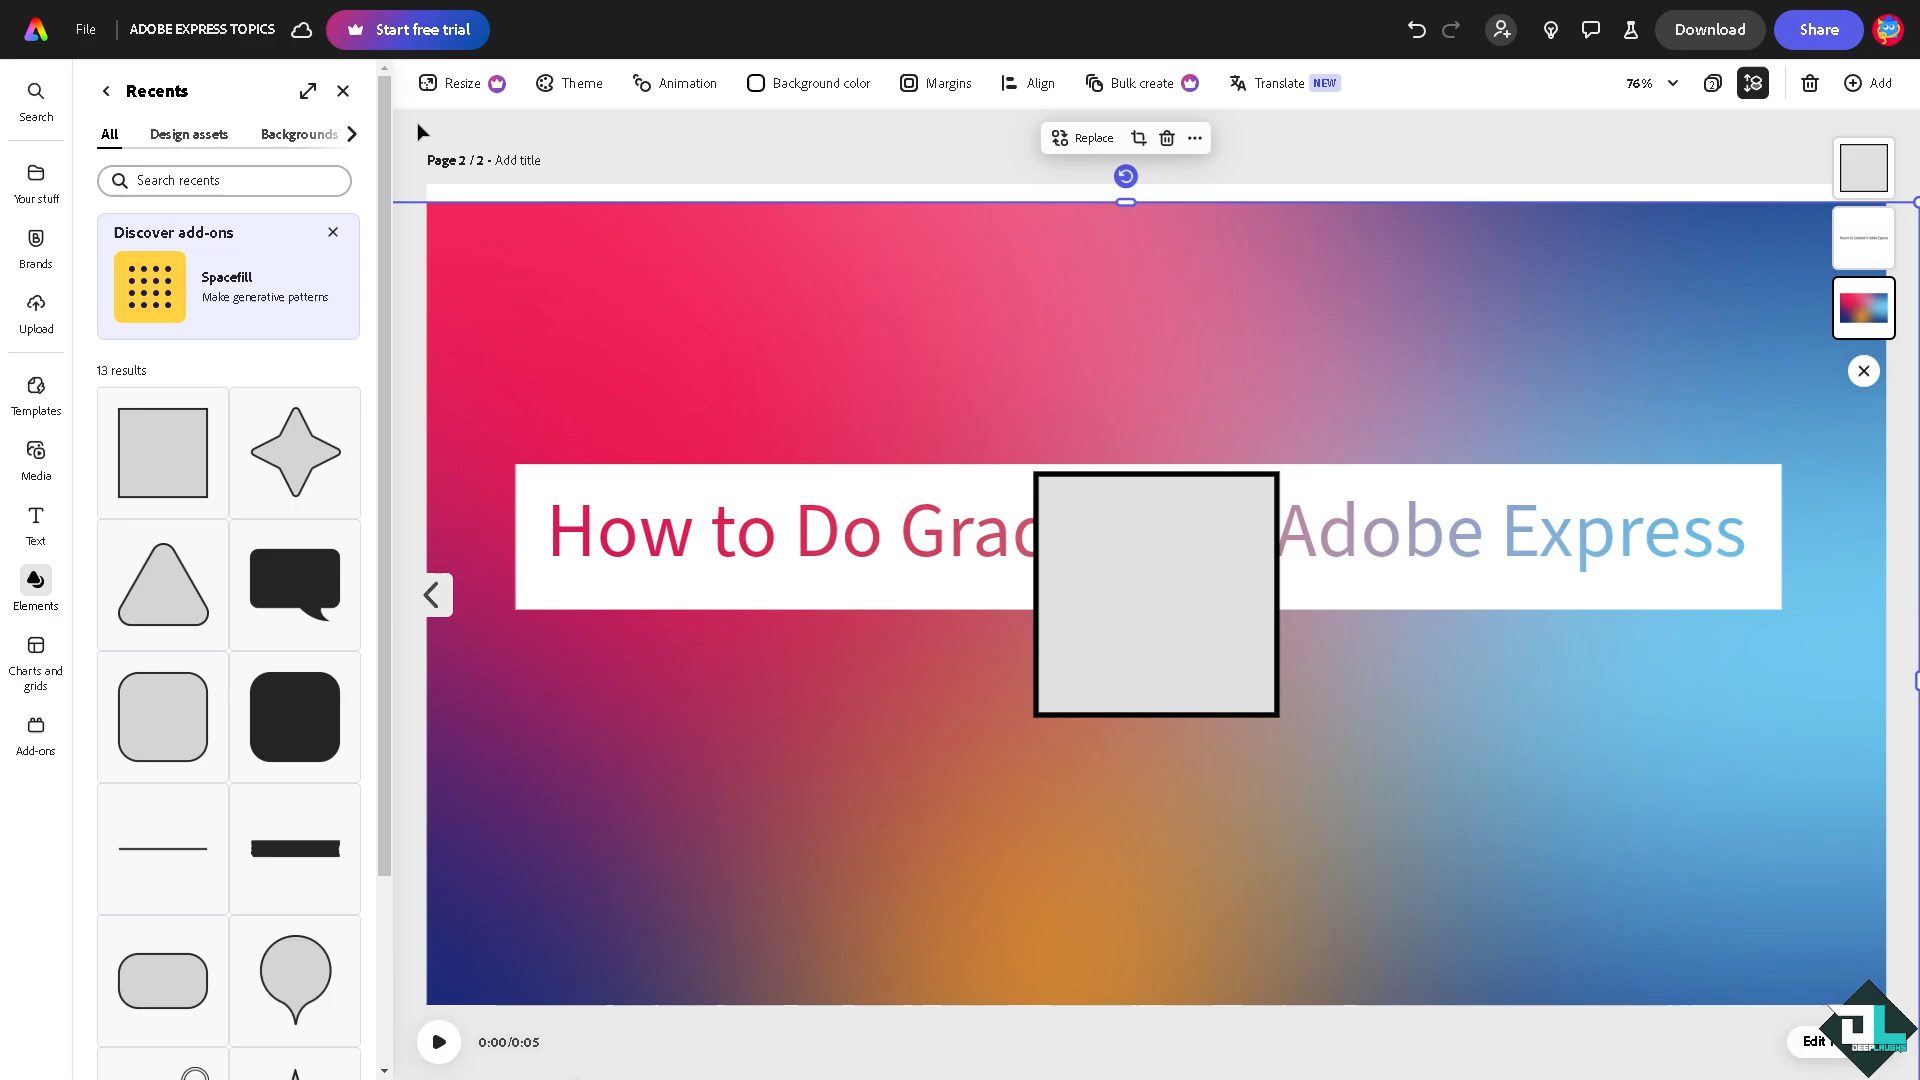 File
ADOBE EXPRESS TOPICS
Start free trial
Download
Share
Search
Your stuff
Brands
Upload
Templates
Media
Text
Elements
Charts and
grids
Add-ons
Recents
All
Design assets
Backgrounds
Search recents
Discover add-ons
Spacefill
Make generative patterns
13 results
Resize
Theme
Animation
Background color
Margins
Align
Bulk create
Translate NEW
76%
2
Add
Page 2 / 2 - Add title
Replace
How to Do Grad Adobe Express
0:00/0:05
Edit
DEEPLAUGHS